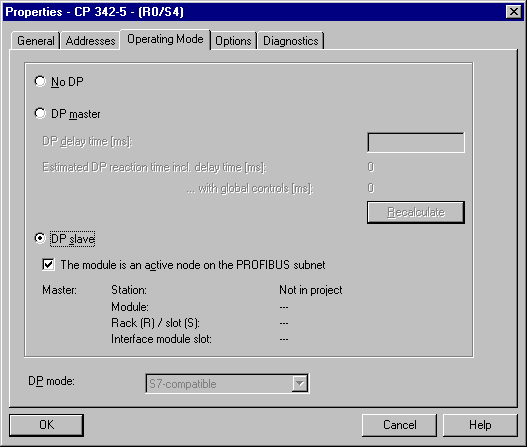 Properties - CP 342-5 - (R0/S4)
General Addresses Operating Mode Options Diagnostics
No DP
DP master
DP delay time [ms]:
Estimated DP reaction time incl. delay time [ms]: 0
... with global controls [ms]: 0
Recalculate
DP slave
The module is an active node on the PROFIBUS subnet
Master: Station: Not in project
Module: ---
Rack (R) / slot (S): ---
Interface module slot: ---
DP mode: S7-compatible
OK Cancel Help